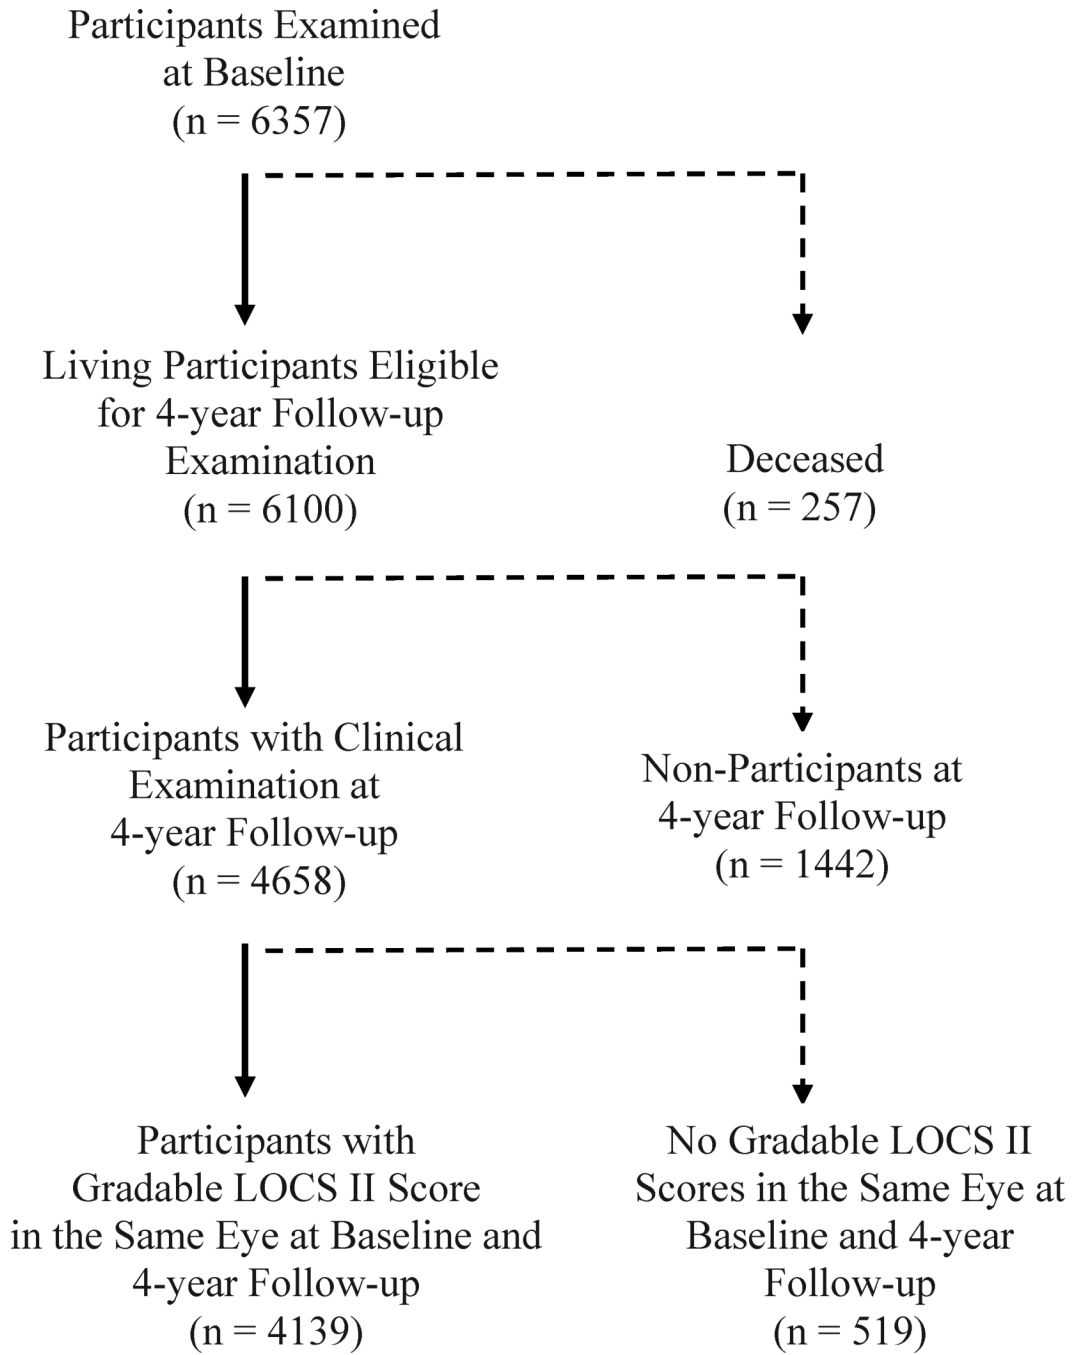 Participants Examined
at Baseline
(n = 6357)
Living Participants Eligible
for 4-year Follow-up
Examination
(n = 6100)
Deceased
(n = 257)
Participants with Clinical
Examination at
4-year Follow-up
(n = 4658)
Non-Participants at
4-year Follow-up
(n = 1442)
Participants with
Gradable LOCS II Score
in the Same Eye at Baseline and
4-year Follow-up
(n = 4139)
No Gradable LOCS II
Scores in the Same Eye at
Baseline and 4-year
Follow-up
(n = 519)